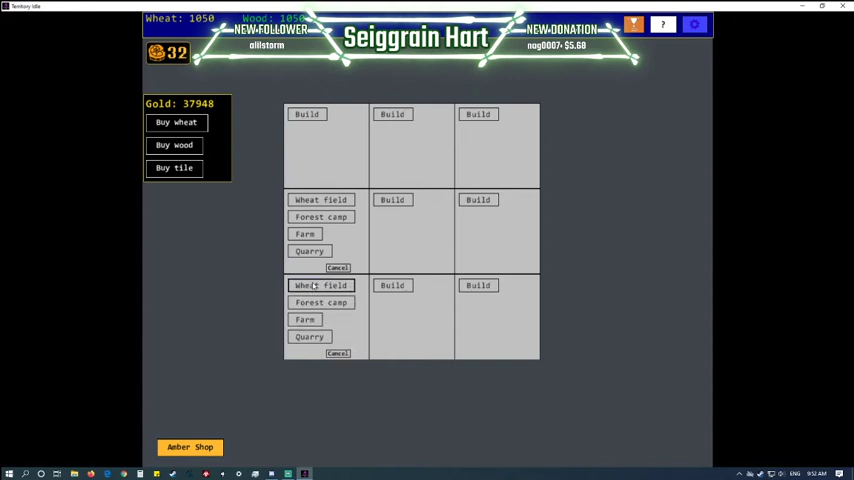 Territory Idle
Wheat: 1050
Wood: 1050
NEW FOLLOWER
alilstorm
Seiggrain Hart
NEW DONATION
nag0007• $5.68
?
32
Gold: 37948
Buy wheat
Buy wood
Buy tile
Build
Build
Build
Wheat field
Forest camp
Farm
Quarry
Cancel
Build
Build
Wheat field
Forest camp
Farm
Quarry
Cancel
Build
Build
Amber Shop
ENG
9:52 AM